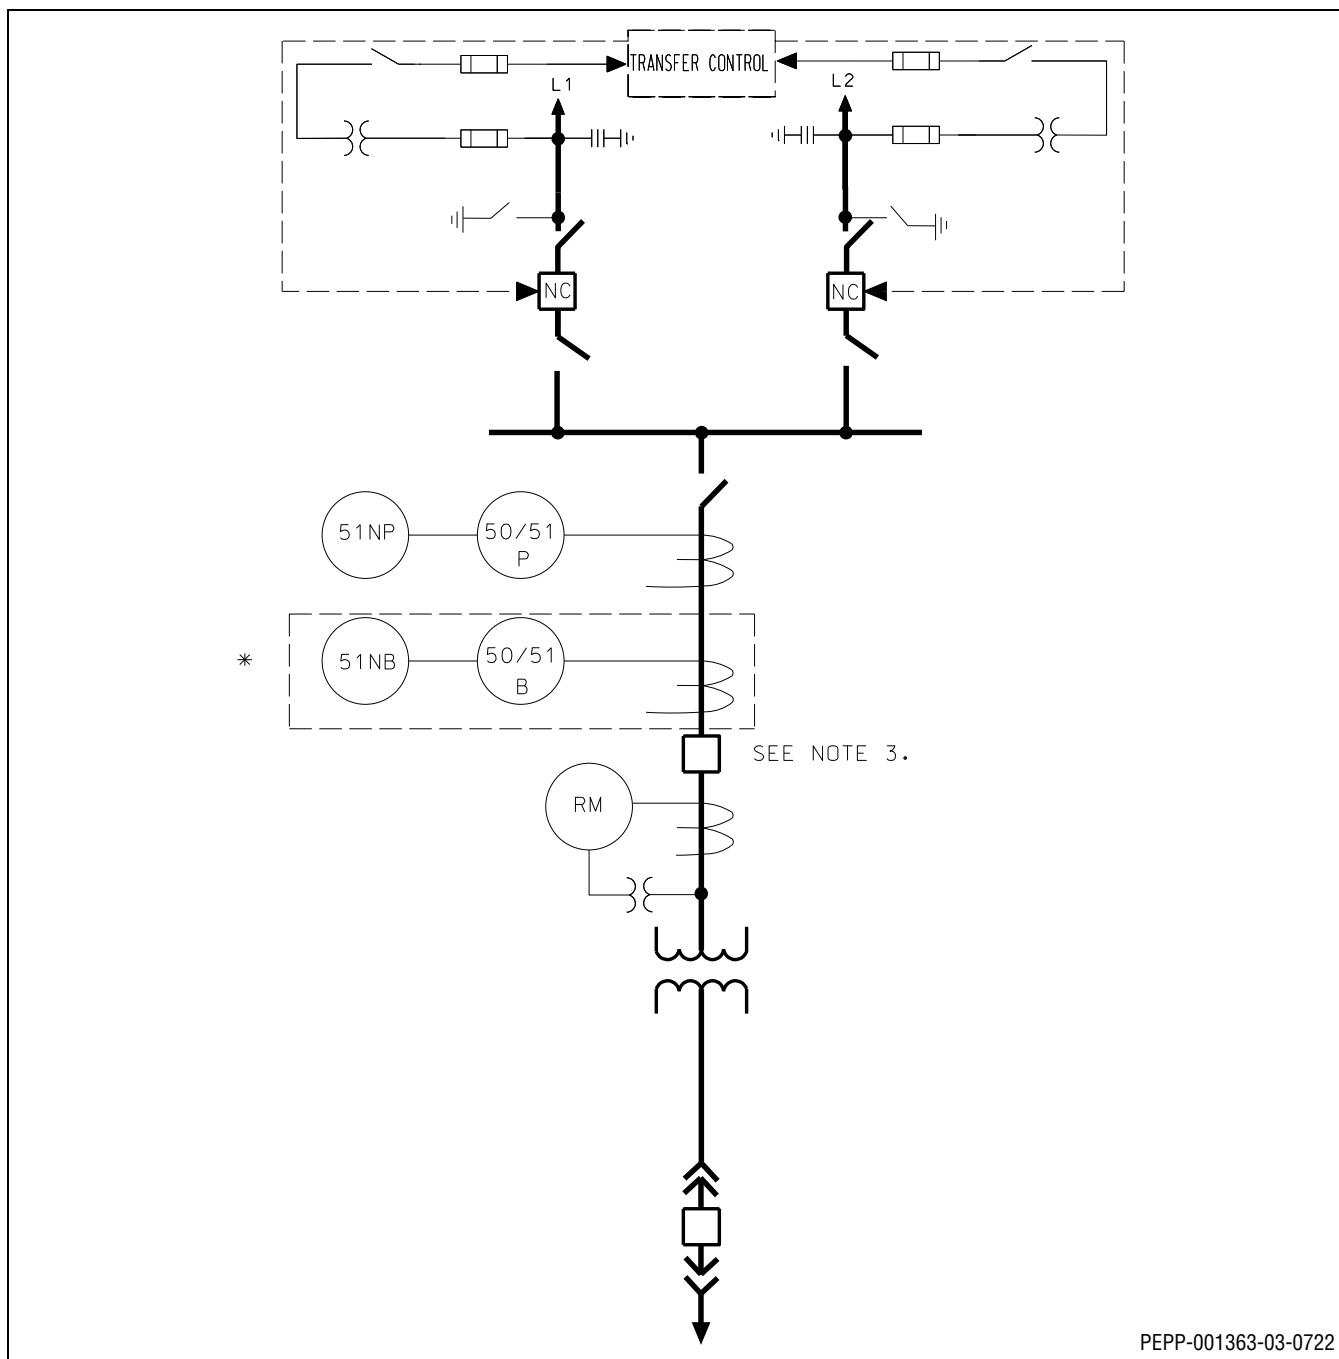 TRANSFER CONTROL
L1
L2
NC
NC
51NP
50/51
P
*
51NB
50/51
B
SEE NOTE 3.
RM
PEPP-001363-03-0722